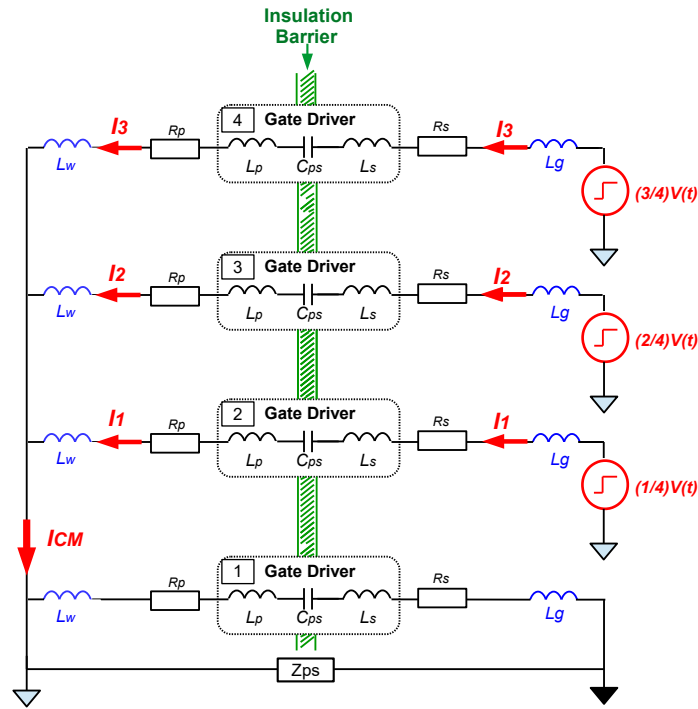 Insulation
Barrier
4 Gate Driver
I3 Rp Rs I3
Lw Lp Cps Ls Lg
(3/4)V(t)
3 Gate Driver
I2 Rp Rs I2
Lw Lp Cps Ls Lg
(2/4)V(t)
2 Gate Driver
I1 Rp Rs I1
Lw Lp Cps Ls Lg
(1/4)V(t)
ICM
1 Gate Driver
Rp Rs
Lw Lp Cps Ls Lg
Zps